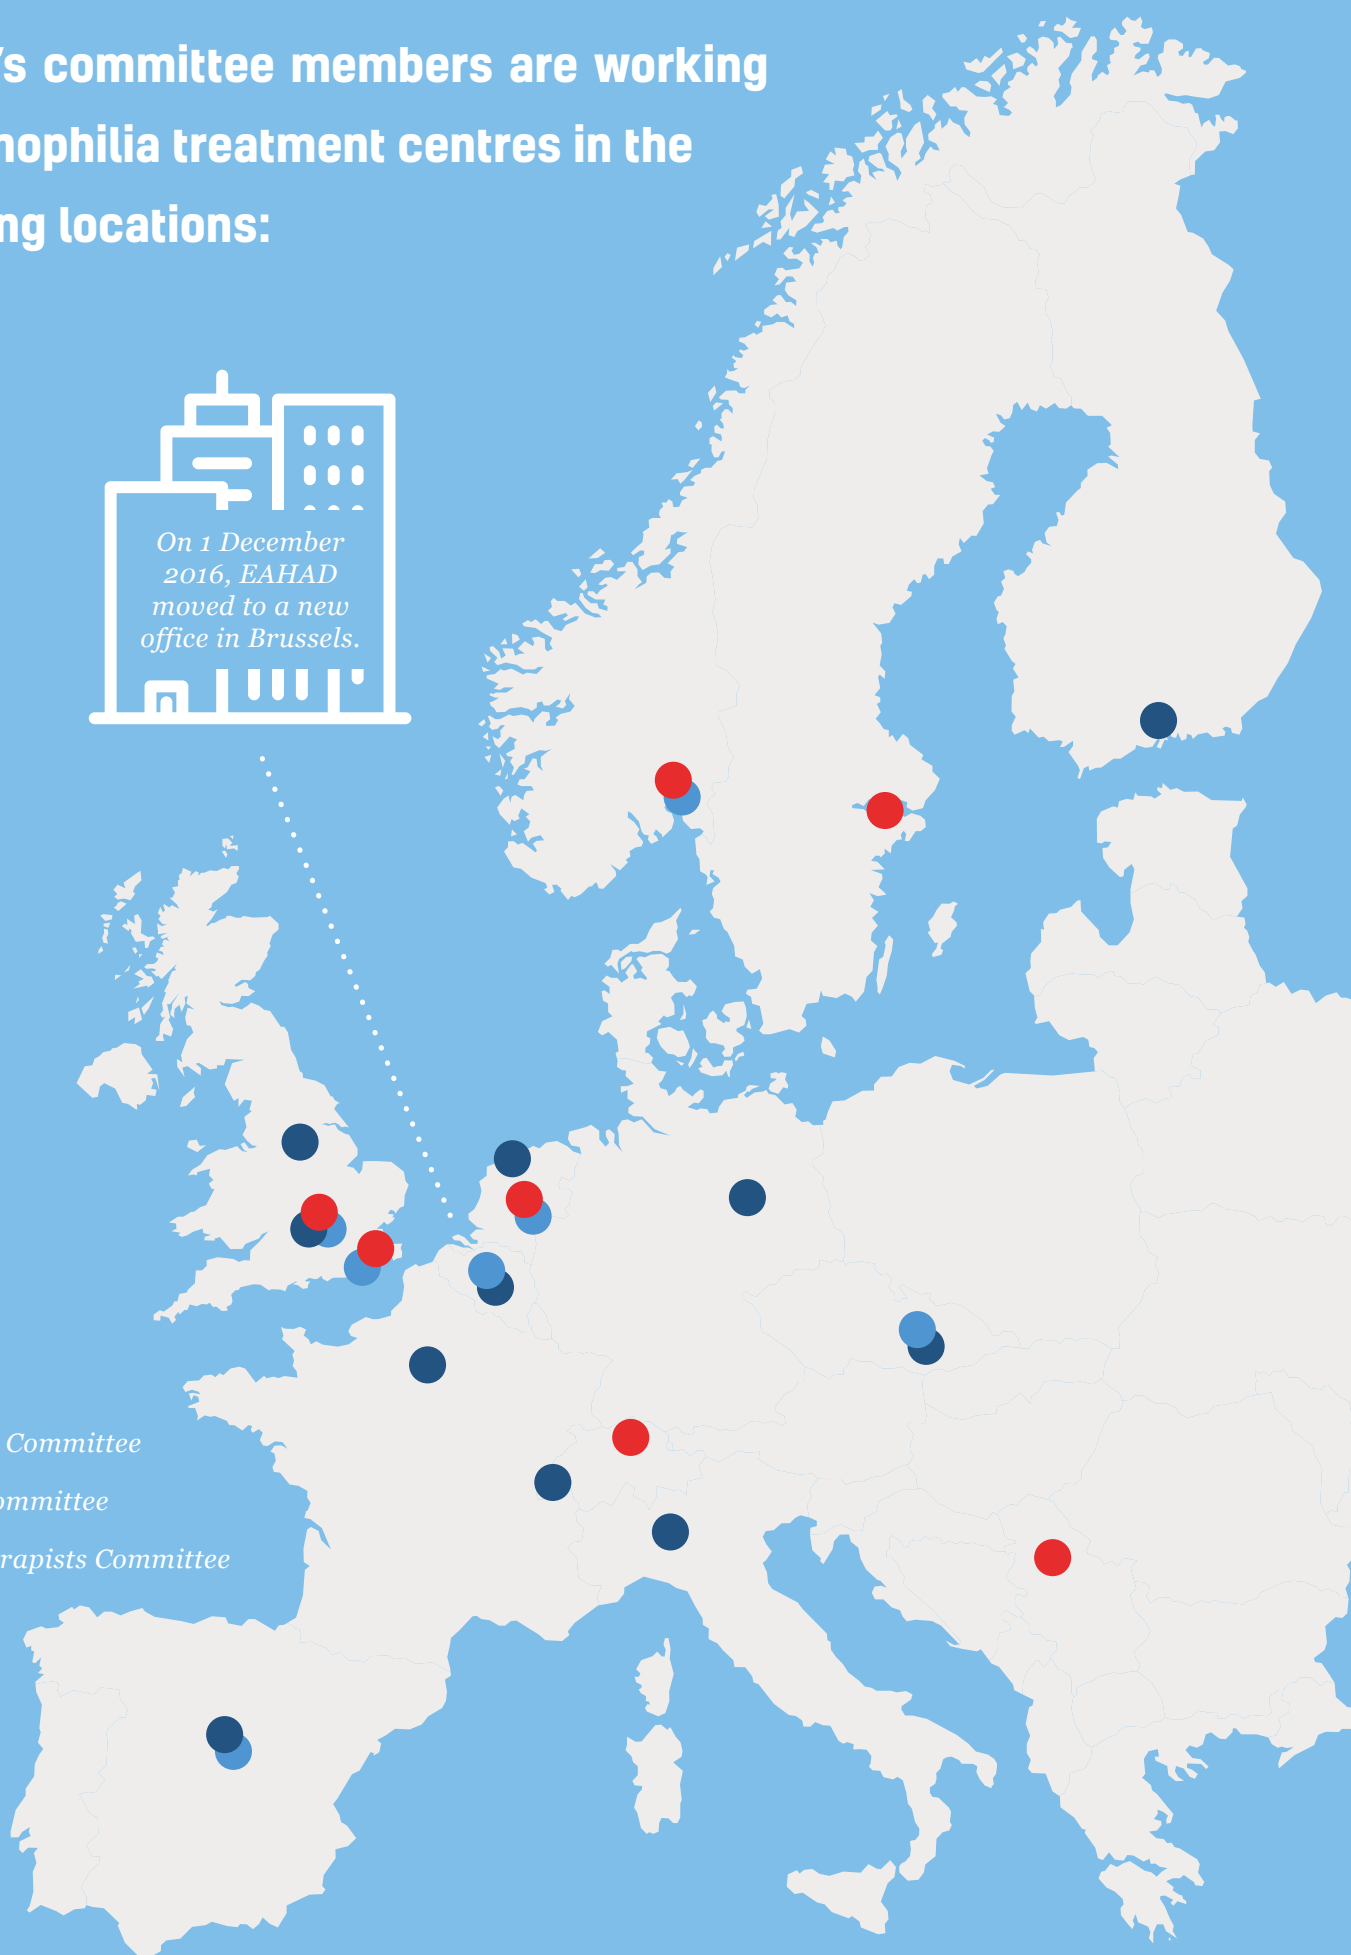 's committee members are working
nophilia treatment centres in the
ng locations:
On 1 December
2016, EAHAD
moved to a new
office in Brussels.
Committee
ommittee
rapists Committee